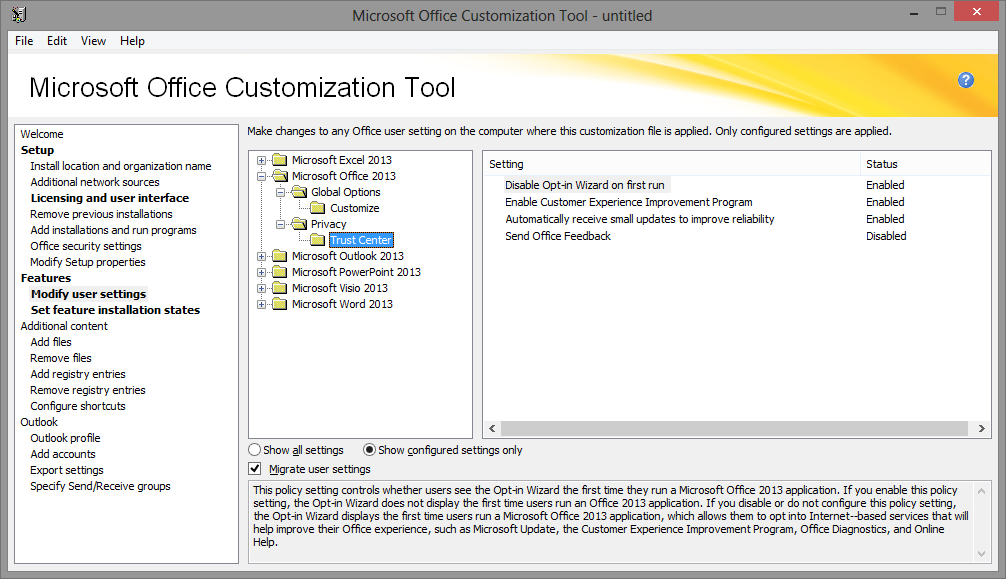 Microsoft Office Customization Tool - untitled
File Edit View Help
Microsoft Office Customization Tool
?
Welcome
Setup
Install location and organization name
Additional network sources
Licensing and user interface
Remove previous installations
Add installations and run programs
Office security settings
Modify Setup properties
Features
Modify user settings
Set feature installation states
Additional content
Add files
Remove files
Add registry entries
Remove registry entries
Configure shortcuts
Outlook
Outlook profile
Add accounts
Export settings
Specify Send/Receive groups
Make changes to any Office user setting on the computer where this customization file is applied. Only configured settings are applied.
Microsoft Excel 2013
Microsoft Office 2013
Global Options
Customize
Privacy
Trust Center
Microsoft Outlook 2013
Microsoft PowerPoint 2013
Microsoft Visio 2013
Microsoft Word 2013
Setting Status
Disable Opt-in Wizard on first run Enabled
Enable Customer Experience Improvement Program Enabled
Automatically receive small updates to improve reliability Enabled
Send Office Feedback Disabled
Show all settings Show configured settings only
Migrate user settings
This policy setting controls whether users see the Opt-in Wizard the first time they run a Microsoft Office 2013 application. If you enable this policy
setting, the Opt-in Wizard does not display the first time users run an Office 2013 application. If you disable or do not configure this policy setting,
the Opt-in Wizard displays the first time users run a Microsoft Office 2013 application, which allows them to opt into Internet--based services that will
help improve their Office experience, such as Microsoft Update, the Customer Experience Improvement Program, Office Diagnostics, and Online
Help.